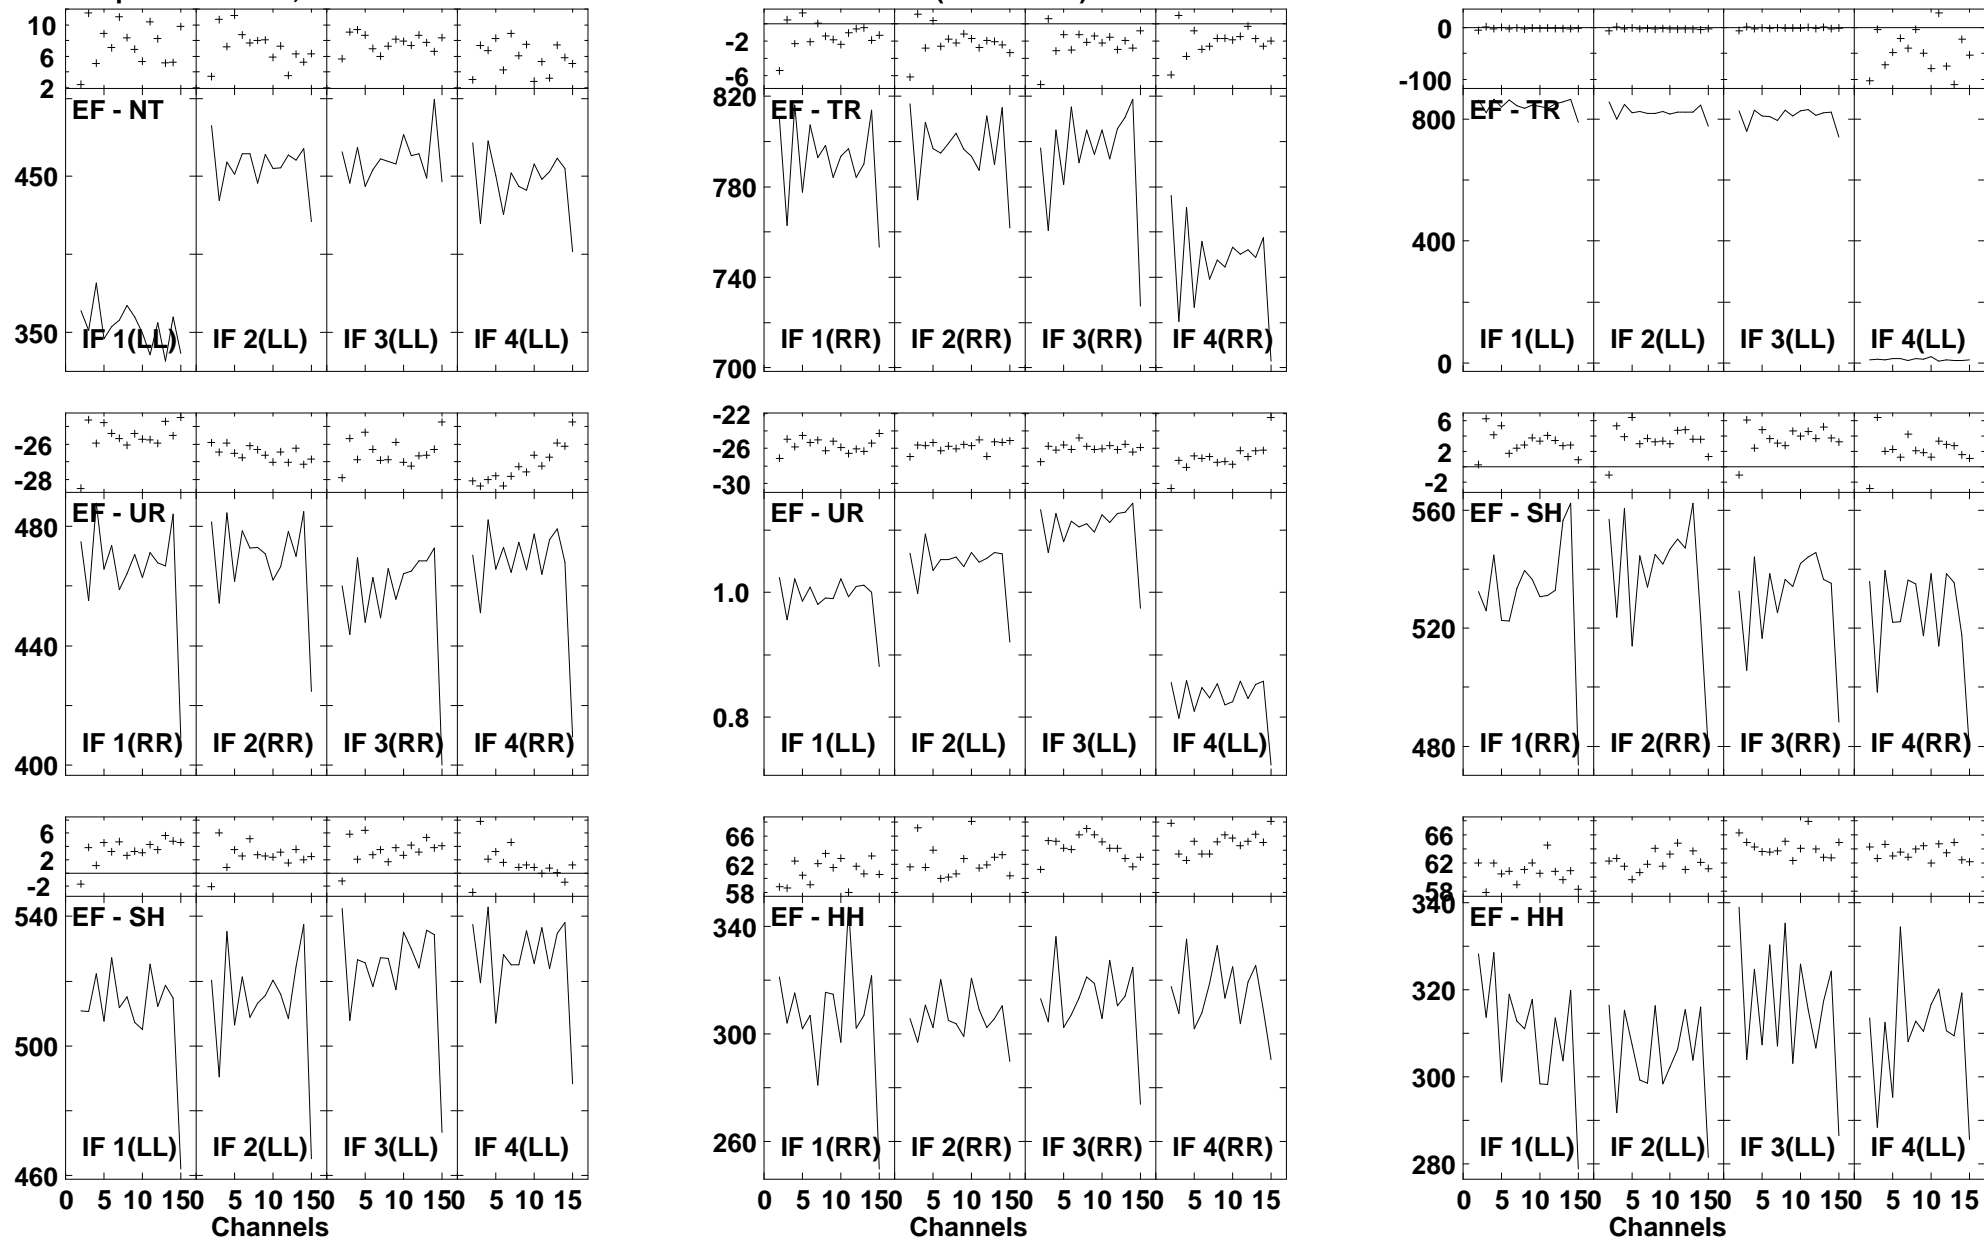 10
6
2
EF - NT
450
350
IF 1(LL) IF 2(LL) IF 3(LL) IF 4(LL)
-2
-6
820
EF - TR
780
740
700
IF 1(RR) IF 2(RR) IF 3(RR) IF 4(RR)
0
-100
EF - TR
800
400
0
IF 1(LL) IF 2(LL) IF 3(LL) IF 4(LL)
-26
-28
EF - UR
480
440
400
IF 1(RR) IF 2(RR) IF 3(RR) IF 4(RR)
-22
-26
-30
EF - UR
1.0
0.8
IF 1(LL) IF 2(LL) IF 3(LL) IF 4(LL)
6
2
-2
560
EF - SH
520
480
IF 1(RR) IF 2(RR) IF 3(RR) IF 4(RR)
6
2
-2
540
EF - SH
500
460
IF 1(LL) IF 2(LL) IF 3(LL) IF 4(LL)
0 5 10 150 5 10 150 5 10 150 5 10 15
Channels
66
62
58
EF - HH
340
300
260
IF 1(RR) IF 2(RR) IF 3(RR) IF 4(RR)
0 5 10 150 5 10 150 5 10 150 5 10 15
Channels
66
62
58
340
EF - HH
320
300
280
IF 1(LL) IF 2(LL) IF 3(LL) IF 4(LL)
0 5 10 150 5 10 150 5 10 150 5 10 15
Channels